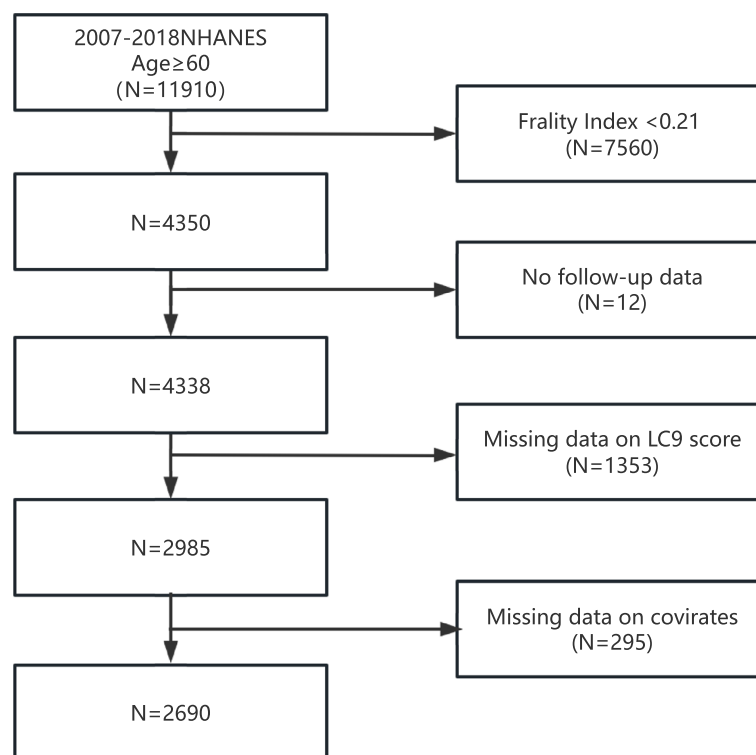 2007-2018NHANES
Age≥60
(N=11910)
Frality Index <0.21
(N=7560)
N=4350
No follow-up data
(N=12)
N=4338
Missing data on LC9 score
(N=1353)
N=2985
Missing data on covirates
(N=295)
N=2690